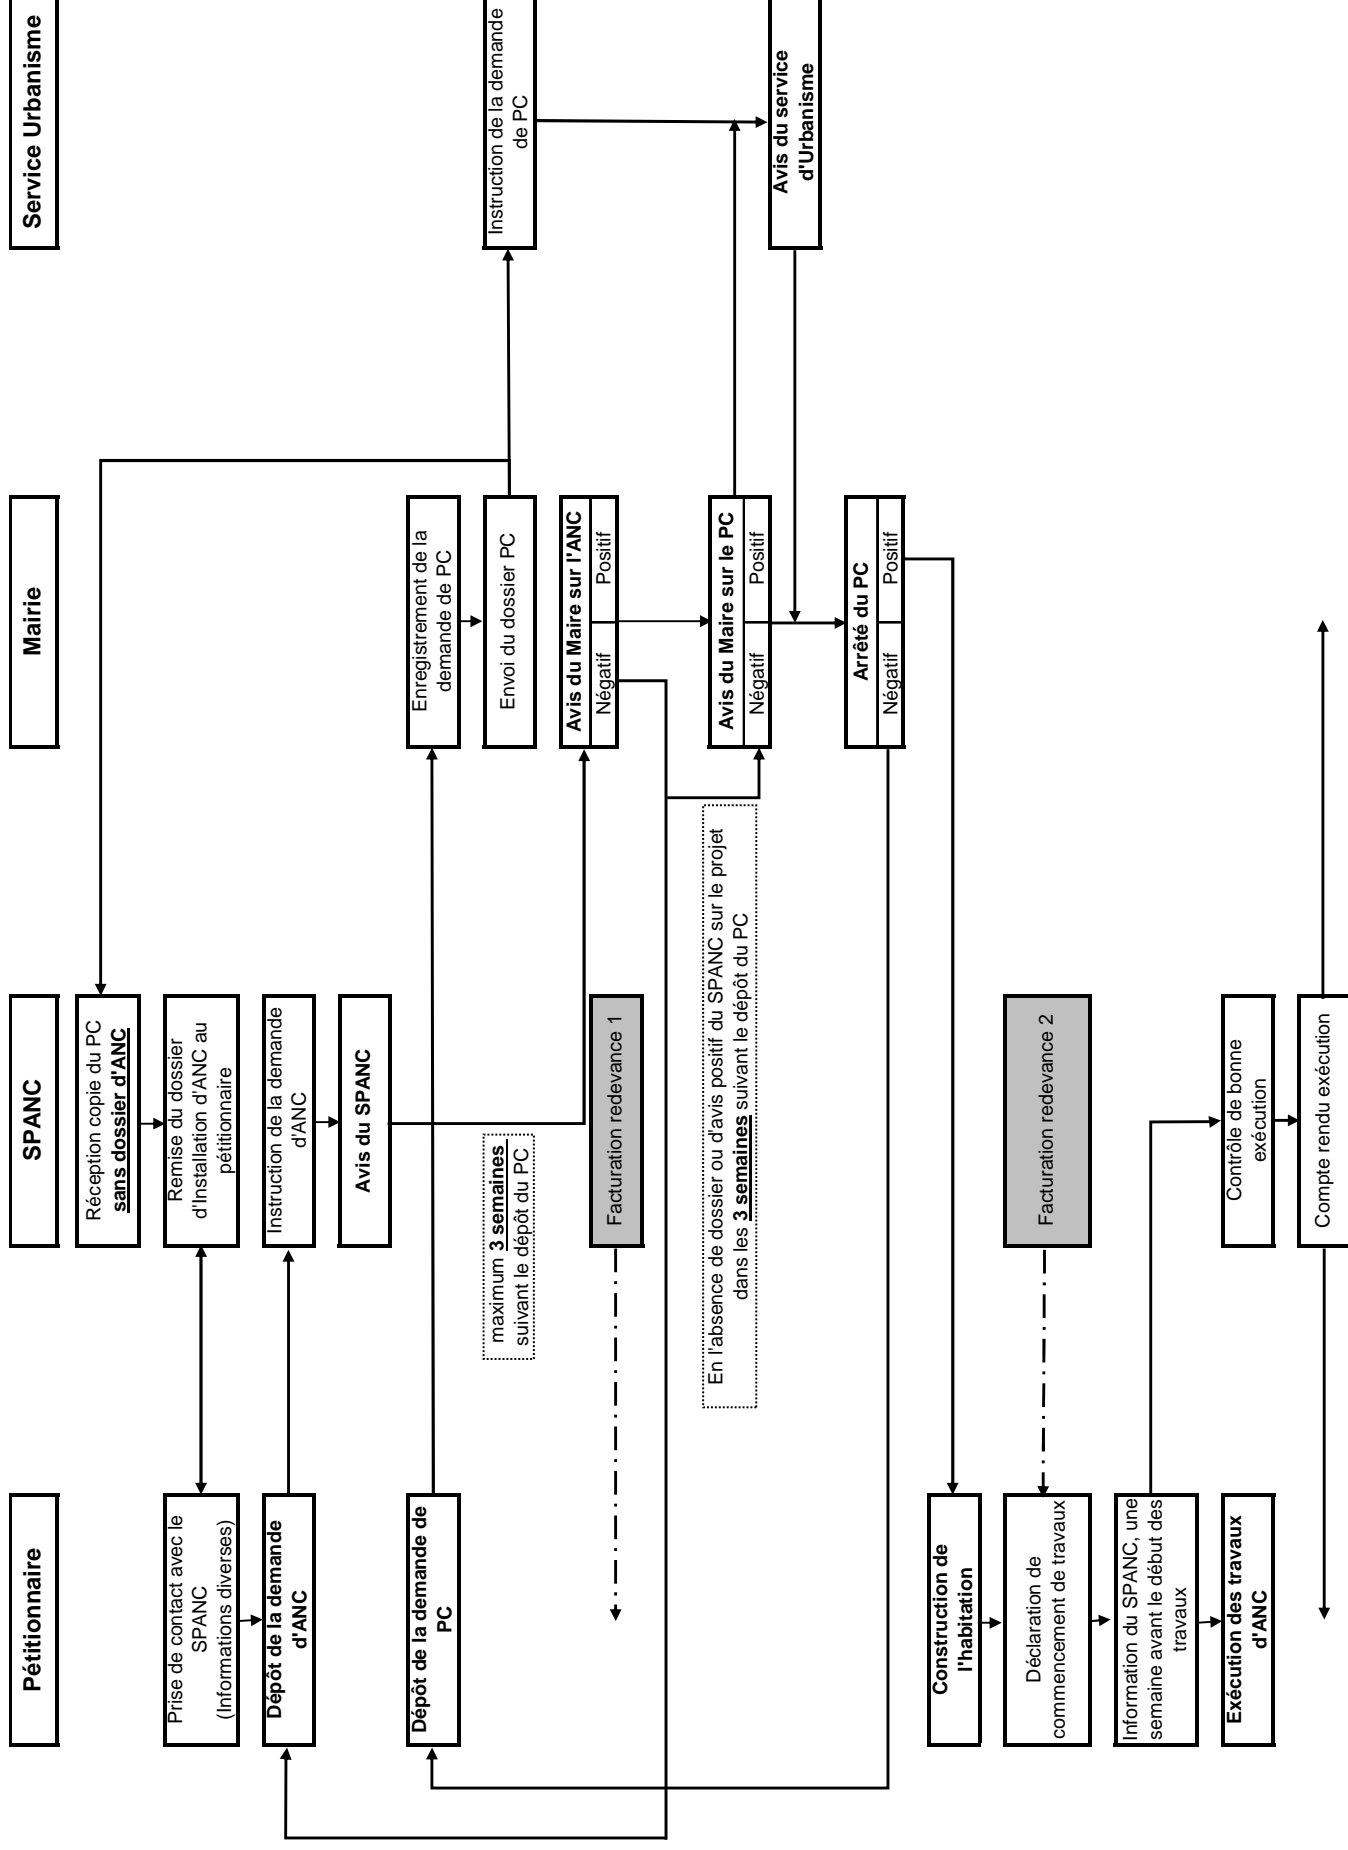 Pétitionnaire
SPANC
Mairie
Service Urbanisme
Réception copie du PC
sans dossier d'ANC
Prise de contact avec le
SPANC
(Informations diverses)
Remise du dossier
d'Installation d'ANC au
pétitionnaire
Dépôt de la demande
d'ANC
Instruction de la demande
d'ANC
Avis du SPANC
Dépôt de la demande de
PC
Enregistrement de la
demande de PC
maximum 3 semaines
suivant le dépôt du PC
Envoi du dossier PC
Instruction de la demande
de PC
Avis du Maire sur l'ANC
Négatif
Positif
Facturation redevance 1
En l'absence de dossier ou d'avis positif du SPANC sur le projet
dans les 3 semaines suivant le dépôt du PC
Avis du Maire sur le PC
Négatif
Positif
Avis du service
d'Urbanisme
Arrêté du PC
Négatif
Positif
Construction de
l'habitation
Déclaration de
commencement de travaux
Facturation redevance 2
Information du SPANC, une
semaine avant le début des
travaux
Exécution des travaux
d'ANC
Contrôle de bonne
exécution
Compte rendu exécution